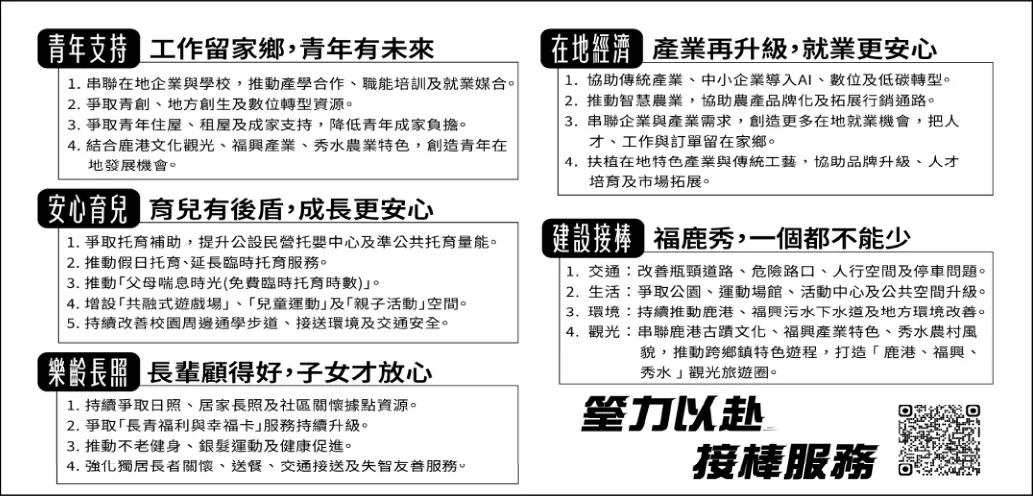 青年支持 工作留家鄉,青年有未來
1. 串聯在地企業與學校，推動產學合作、職能培訓及就業媒合。
2. 爭取青創、地方創生及數位轉型資源。
3. 爭取青年住屋、租屋及成家支持，降低青年成家負擔。
4. 結合鹿港文化觀光、福興產業、秀水農業特色，創造青年在
地發展機會。
安心育兒 育兒有後盾,成長更安心
1. 爭取托育補助，提升公設民營托嬰中心及準公共托育量能。
2. 推動假日托育、延長臨時托育服務。
3. 推動「父母喘息時光(免費臨時托育時數)」。
4. 增設「共融式遊戲場」、「兒童運動」及「親子活動」空間。
5. 持續改善校園周邊通學步道、接送環境及交通安全。
樂齡長照 長輩顧得好,子女才放心
1. 持續爭取日照、居家長照及社區關懷據點資源。
2. 爭取「長青福利與幸福卡」服務持續升級。
3. 推動不老健身、銀髮運動及健康促進。
4. 強化獨居長者關懷、送餐、交通接送及失智友善服務。
在地經濟 產業再升級,就業更安心
1. 協助傳統產業、中小企業導入AI、數位及低碳轉型。
2. 推動智慧農業，協助農產品牌化及拓展行銷通路。
3. 串聯企業與產業需求，創造更多在地就業機會，把人
才、工作與訂單留在家鄉。
4. 扶植在地特色產業與傳統工藝，協助品牌升級、人才
培育及市場拓展。
建設接棒 福鹿秀,一個都不能少
1. 交通：改善瓶頸道路、危險路口、人行空間及停車問題。
2. 生活：爭取公園、運動場館、活動中心及公共空間升級。
3. 環境：持續推動鹿港、福興污水下水道及地方環境改善。
4. 觀光：串聯鹿港古蹟文化、福興產業特色、秀水農村風
貌，推動跨鄉鎮特色遊程，打造「鹿港、福興、
秀水」觀光旅遊圈。
筌力以赴
接棒服務